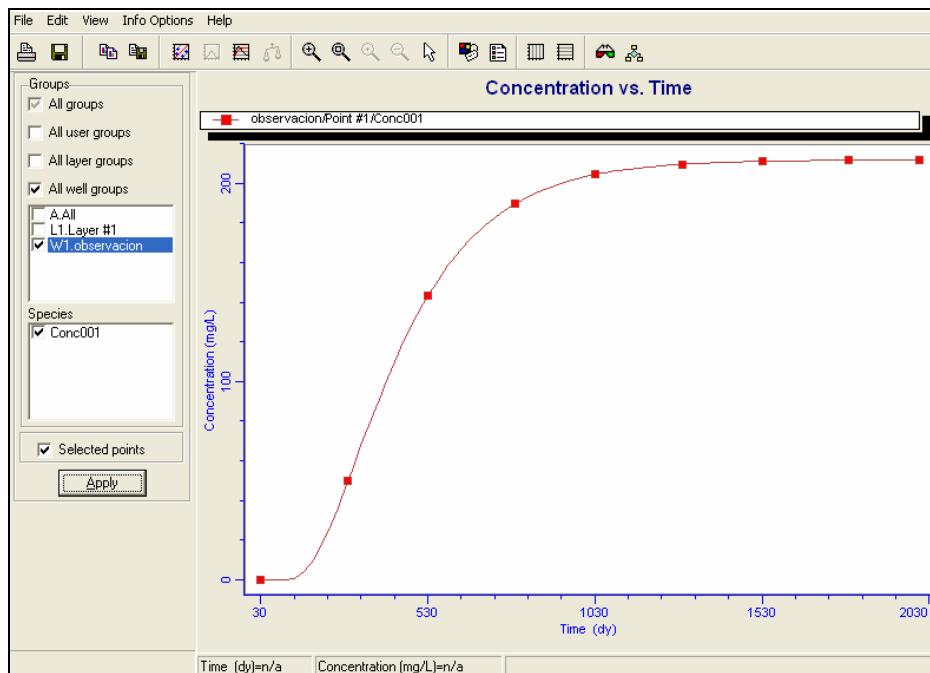 File Edit View Info Options Help
Groups
All groups
All user groups
All layer groups
All well groups
A.All
L1.Layer #1
W1.observacion
Species
Conc001
Selected points
Apply
Concentration vs. Time
observacion/Point #1/Conc001
Concentration (mg/L)
200
100
0
30 530 1030 1530 2030
Time (dy)
Time (dy)=n/a Concentration (mg/L)=n/a